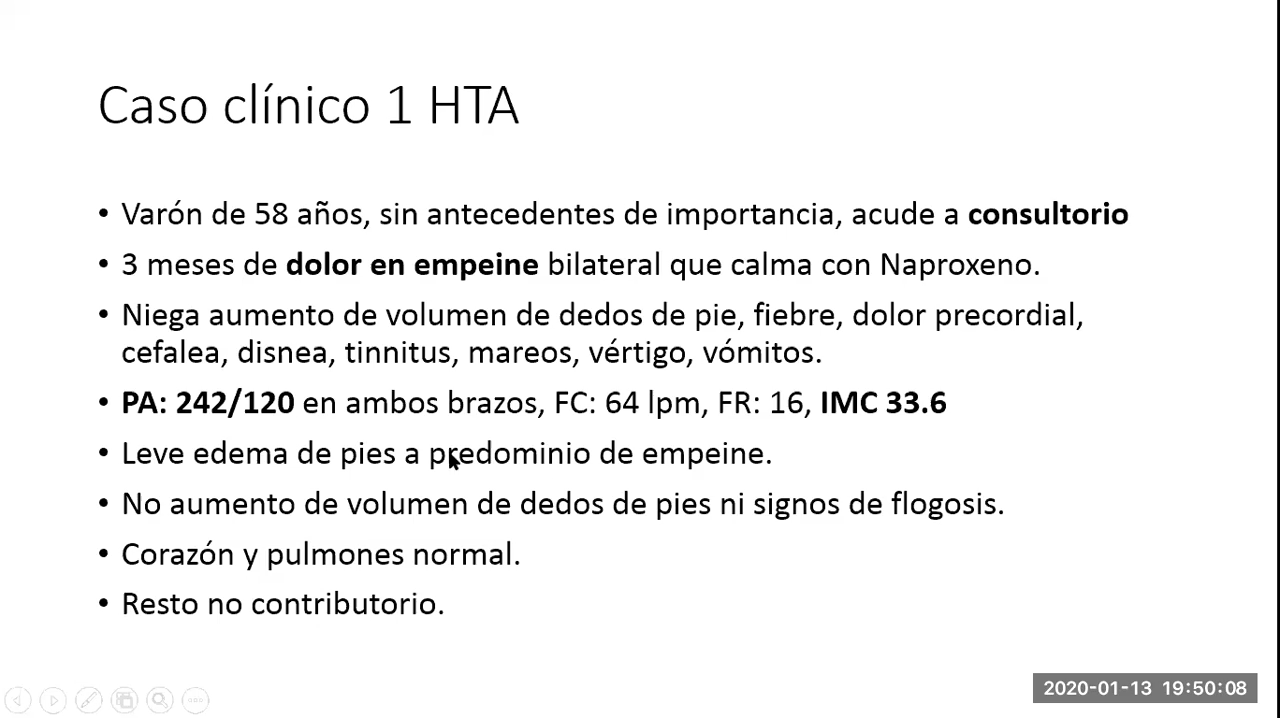 Caso clínico 1 HTA
• Varón de 58 años, sin antecedentes de importancia, acude a consultorio
• 3 meses de dolor en empeine bilateral que calma con Naproxeno.
• Niega aumento de volumen de dedos de pie, fiebre, dolor precordial,
cefalea, disnea, tinnitus, mareos, vértigo, vómitos.
• PA: 242/120 en ambos brazos, FC: 64 lpm, FR: 16, IMC 33.6
• Leve edema de pies a predominio de empeine.
• No aumento de volumen de dedos de pies ni signos de flogosis.
• Corazón y pulmones normal.
• Resto no contributorio.
2020-01-13 19:50:08